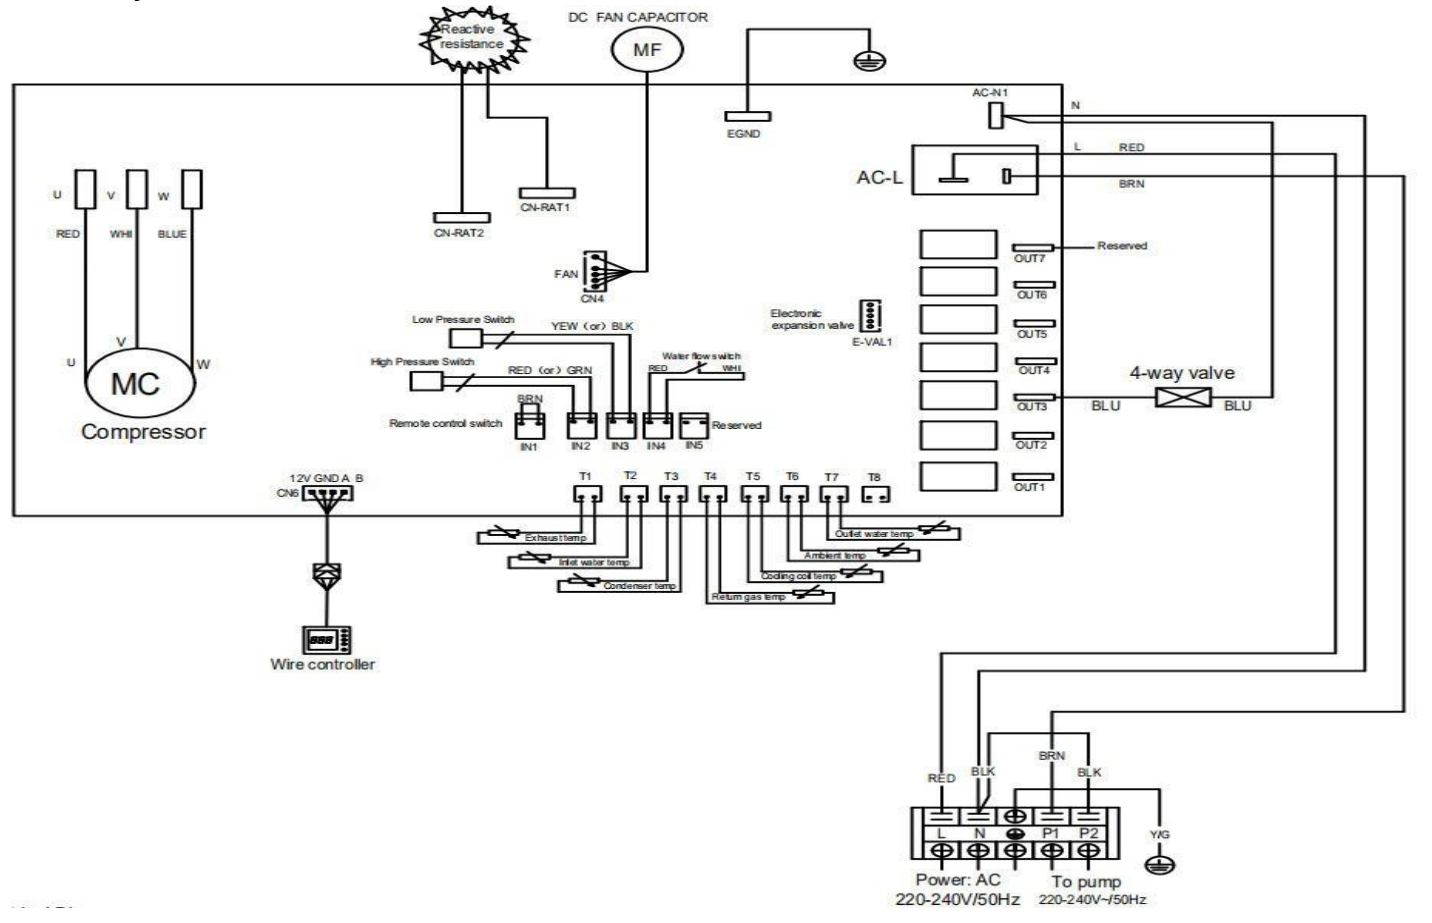 DC FAN CAPACITOR
Reactive
resistance
MF
AC-N1
N
EGND
L
RED
AC-L
BRN
U
V
W
RED
WHI
BLUE
CN-RAT1
CN-RAT2
OUT7
Reserved
FAN
CN4
OUT6
Low Pressure Switch
YEW (or) BLK
Electronic
expansion valve
E-VAL1
OUT5
High Pressure Switch
RED (or) GRN
Water flow switch
RED
WHI
OUT4
4-way valve
V
U
W
MC
Compressor
BRN
Remote control switch
IN1
IN2
IN3
IN4
IN5
Reserved
OUT3
BLU
BLU
OUT2
OUT1
12V GND A B
CN6
T1
T2
T3
T4
T5
T6
T7
T8
Exhaust temp
Outlet water temp
Inlet water temp
Ambient temp
Condenser temp
Cooling coil temp
Return gas temp
888
Wire controller
RED
BLK
BRN
BLK
L
N
P1
P2
Y/G
Power: AC
220-240V/50Hz
To pump
220-240V~/50Hz